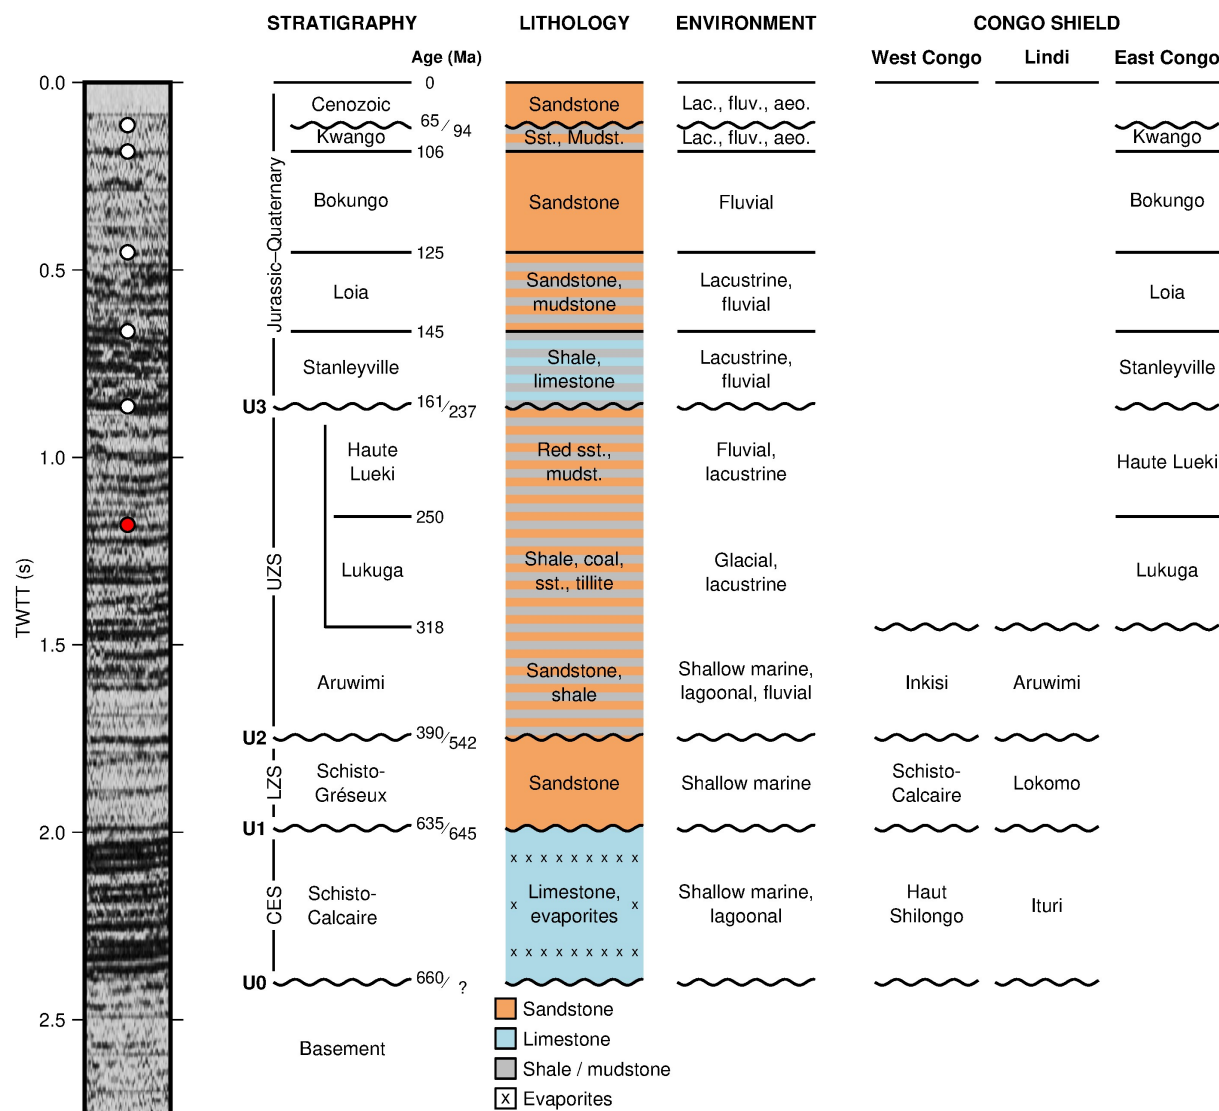 STRATIGRAPHY LITHOLOGY ENVIRONMENT CONGO SHIELD
Age (Ma) West Congo Lindi East Congo
0.0 0
Cenozoic Sandstone Lac., fluv., aeo.
65/94
Kwango Sst., Mudst. Lac., fluv., aeo. Kwango
106
Bokungo Sandstone Fluvial Bokungo
Jurassic–Quaternary
125
0.5
Loia Sandstone, mudstone Lacustrine, fluvial Loia
145
Stanleyville Shale, limestone Lacustrine, fluvial Stanleyville
U3 161/237
Haute Lueki Red sst., mudst. Fluvial, lacustrine Haute Lueki
1.0
250
TWTT (s)
UZS
Lukuga Shale, coal, sst., tillite Glacial, lacustrine Lukuga
318
1.5
Aruwimi Sandstone, shale Shallow marine, lagoonal, fluvial Inkisi Aruwimi
U2 390/542
LZS
Schisto-Gréseux Sandstone Shallow marine Schisto-Calcaire Lokomo
2.0
U1 635/645
x x x x x x x x x
CES
Schisto-Calcaire x Limestone, evaporites x Shallow marine, lagoonal Haut Shilongo Ituri
x x x x x x x x x
U0 660/?
2.5
Basement
Sandstone
Limestone
Shale / mudstone
x Evaporites